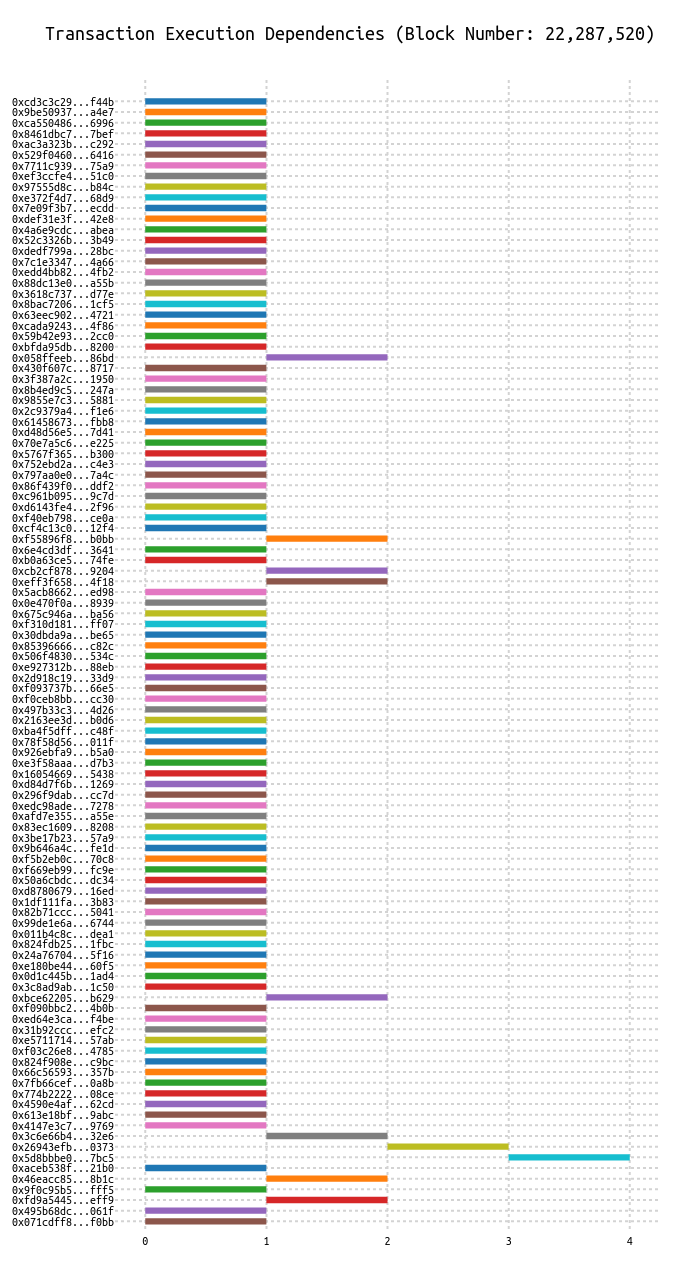 Transaction Execution Dependencies (Block Number: 22,287,520)
0xcd3c3c29...f44b
0x9be50937...a4e7
0xca550486...6996
0x8461dbc7...7bef
0xac3a323b...c292
0x529f0460...6416
0x7711c939...75a9
0xef3ccfe4...51c0
0x97555d8c...b84c
0xe372f4d7...68d9
0x7e09f3b7...ecdd
0xdef31e3f...42e8
0x4a6e9cdc...abea
0x52c3326b...3b49
0xdedf799a...28bc
0x7c1e3347...4a66
0xedd4bb82...4fb2
0x88dc13e0...a55b
0x3618c737...d77e
0x8bac7206...1cf5
0x63eec902...4721
0xcada9243...4f86
0x59b42e93...2cc0
0xbfda95db...8200
0x058ffeeb...86bd
0x430f607c...8717
0x3f387a2c...1950
0x8b4ed9c5...247a
0x9855e7c3...5881
0x2c9379a4...f1e6
0x61458673...fbb8
0xd48d56e5...7d41
0x70e7a5c6...e225
0x5767f365...b300
0x752ebd2a...c4e3
0x797aa0e0...7a4c
0x86f439f0...ddf2
0xc961b095...9c7d
0xd6143fe4...2f96
0xf40eb798...ce0a
0xcf4c13c0...12f4
0xf55896f8...b0bb
0x6e4cd3df...3641
0xb0a63ce5...74fe
0xcb2cf878...9204
0xeff3f658...4f18
0x5acb8662...ed98
0x0e470f0a...8939
0x675c946a...ba56
0xf310d181...ff07
0x30dbda9a...be65
0x85396666...c82c
0x506f4830...534c
0xe927312b...88eb
0x2d918c19...33d9
0xf093737b...66e5
0xf0ceb8bb...cc30
0x497b33c3...4d26
0x2163ee3d...b0d6
0xba4f5dff...c48f
0x78f58d56...011f
0x926ebfa9...b5a0
0xe3f58aaa...d7b3
0x16054669...5438
0xd84d7f6b...1269
0x296f9dab...cc7d
0xedc98ade...7278
0xafd7e355...a55e
0x83ec1609...8208
0x3be17b23...57a9
0x9b646a4c...fe1d
0xf5b2eb0c...70c8
0xf669eb99...fc9e
0x50a6cbdc...dc34
0xd8780679...16ed
0x1df111fa...3b83
0x82b71ccc...5041
0x99de1e6a...6744
0x011b4c8c...dea1
0x824fdb25...1fbc
0x24a76704...5f16
0xe180be44...60f5
0x0d1c445b...1ad4
0x3c8ad9ab...1c50
0xbce62205...b629
0xf090bbc2...4b0b
0xed64e3ca...f4be
0x31b92ccc...efc2
0xe5711714...57ab
0xf03c26e8...4785
0x824f908e...c9bc
0x66c56593...357b
0x7fb66cef...0a8b
0x774b2222...08ce
0x4590e4af...62cd
0x613e18bf...9abc
0x4147e3c7...9769
0x3c6e66b4...32e6
0x26943efb...0373
0x5d8bbbe0...7bc5
0xaceb538f...21b0
0x46eacc85...8b1c
0x9f0c95b5...fff5
0xfd9a5445...eff9
0x495b68dc...061f
0x071cdff8...f0bb
0 1 2 3 4